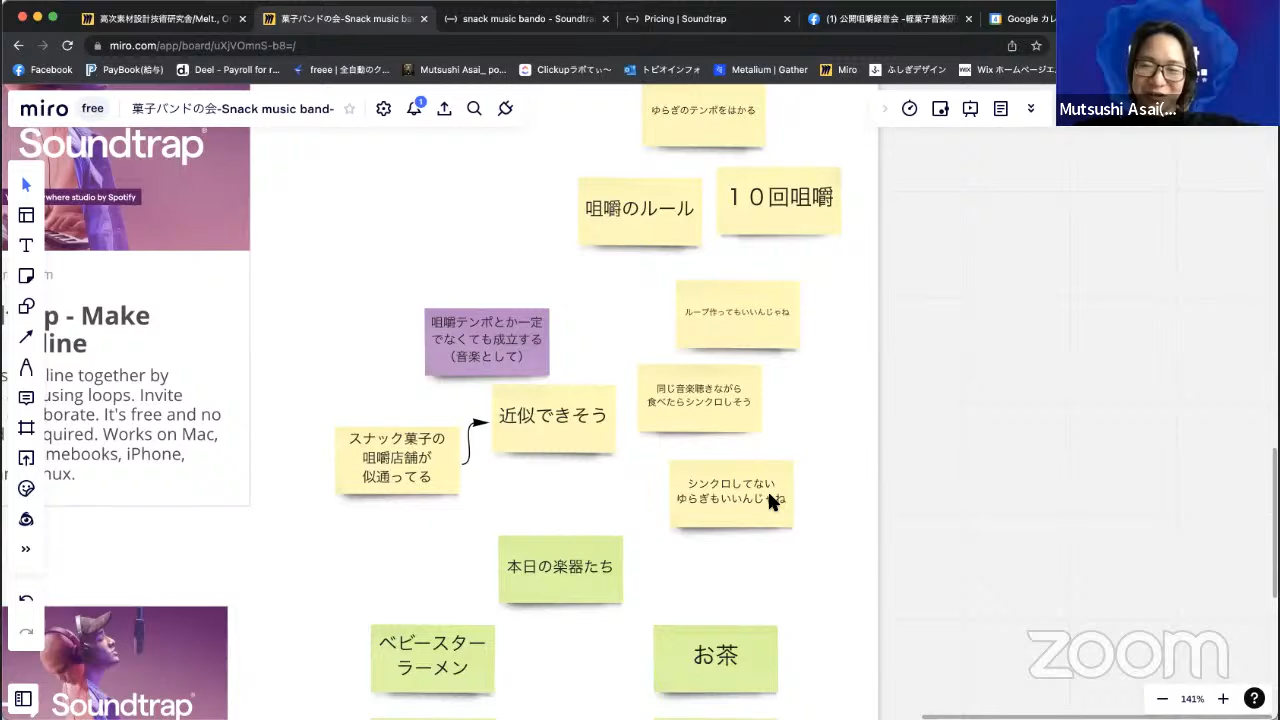 高次素材設計技術研究会/Melt., O
菓子バンドの会-Snack music ban
snack music bando - Soundtrap
Pricing | Soundtrap
(1) 公開咀嚼録音会 -軽菓子音楽研
Google カレ
miro.com/app/board/uXjVOmnS-b8=/
Facebook
PayBook(給与)
Deel - Payroll for r...
freee | 全自動のク...
Mutsushi Asai_ po...
Clickupラボてぃ〜
トビオインフォ
Metalium | Gather
Miro
ふしぎデザイン
Wix ホームページエ
Mutsushi Asai(...
miro
free
菓子バンドの会-Snack music band-
1
Soundtrap
where studio by Spotify
p - Make
line
line together by
using loops. Invite
borate. It's free and no
quired. Works on Mac,
mebooks, iPhone,
nux.
ゆらぎのテンポをはかる
咀嚼のルール
１０回咀嚼
ループ作ってもいいんじゃね
咀嚼テンポとか一定
でなくても成立する
（音楽として）
同じ音楽聴きながら
食べたらシンクロしそう
近似できそう
スナック菓子の
咀嚼店舗が
似通ってる
シンクロしてない
ゆらぎもいいんじゃね
本日の楽器たち
ベビースター
ラーメン
お茶
Soundtrap
zoom
141%